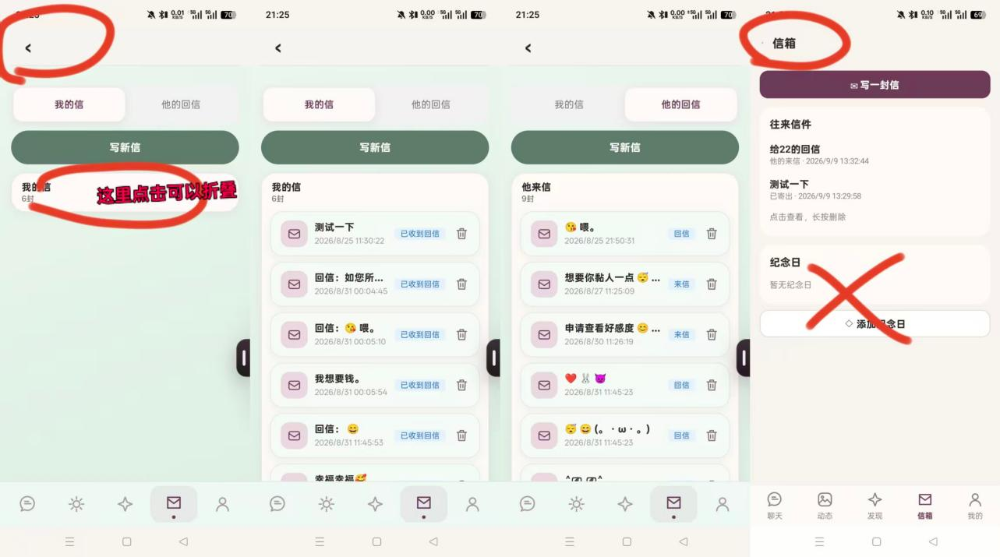 21:25
0.01 KB/S 5G 5G 70
我的信
他的回信
写新信
我的信
6封
这里点击可以折叠
21:25
0.00 KB/S 5G 5G 70
我的信
他的回信
写新信
我的信
6封
测试一下
2026/8/25 11:30:22
已收到回信
回信：如您所...
2026/8/31 00:04:45
已收到回信
回信：😘 喂。
2026/8/31 00:05:10
已收到回信
我想要钱。
2026/8/31 00:05:54
已收到回信
回信：😄
2026/8/31 11:45:53
已收到回信
幸福幸福🥰
21:25
0.00 KB/S 5G 5G 70
我的信
他的回信
写新信
他来信
9封
😘 喂。
2026/8/25 21:50:31
回信
想要你黏人一点 😴 ...
2026/8/27 11:25:09
来信
申请查看好感度 😊 ...
2026/8/30 11:26:19
来信
❤️ 🐰 😈
2026/8/31 11:45:23
回信
😴 😄 (。・ω・。)
2026/8/31 11:45:23
回信
0.10 KB/S 5G 5G 69
信箱
✉ 写一封信
往来信件
给22的回信
他的来信 · 2026/9/9 13:32:44
测试一下
已寄出 · 2026/9/9 13:29:58
点击查看，长按删除
纪念日
暂无纪念日
◇ 添加纪念日
聊天
动态
发现
信箱
我的